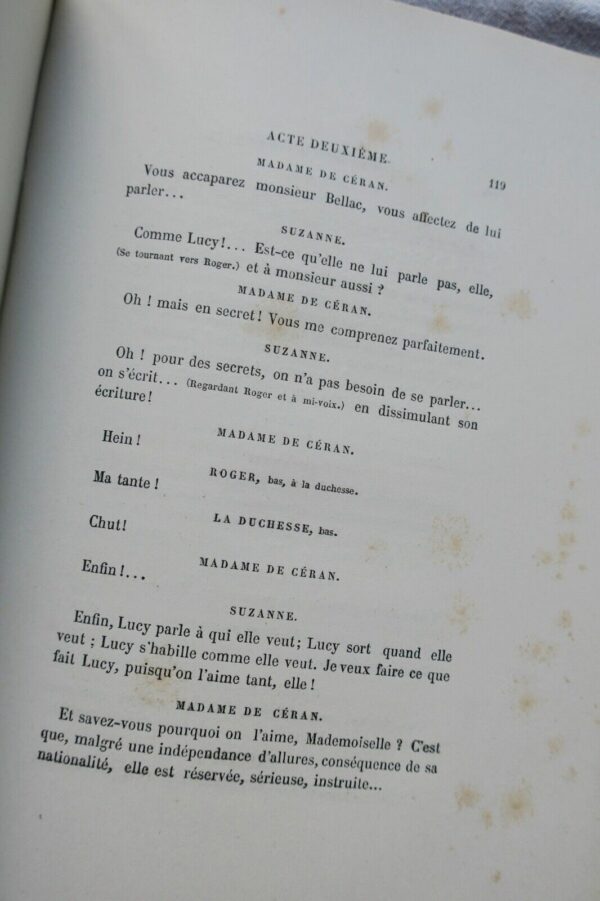 ACTE DEUXIÈME. 119
MADAME DE CÉRAN.
Vous accaparez monsieur Bellac, vous affectez de lui
parler...
SUZANNE.
Comme Lucy!... Est-ce qu'elle ne lui parle pas, elle,
(Se tournant vers Roger.) et à monsieur aussi ?
MADAME DE CÉRAN.
Oh ! mais en secret! Vous me comprenez parfaitement.
SUZANNE.
Oh ! pour des secrets, on n'a pas besoin de se parler...
on s'écrit... (Regardant Roger et à mi-voix.) en dissimulant son
écriture!
MADAME DE CÉRAN.
Hein !
ROGER, bas, à la duchesse.
Ma tante !
LA DUCHESSE, bas.
Chut!
MADAME DE CÉRAN.
Enfin!...
SUZANNE.
Enfin, Lucy parle à qui elle veut; Lucy sort quand elle
veut ; Lucy s'habille comme elle veut. Je veux faire ce que
fait Lucy, puisqu'on l'aime tant, elle !
MADAME DE CÉRAN.
Et savez-vous pourquoi on l'aime, Mademoiselle ? C'est
que, malgré une indépendance d'allures, conséquence de sa
nationalité, elle est réservée, sérieuse, instruite...